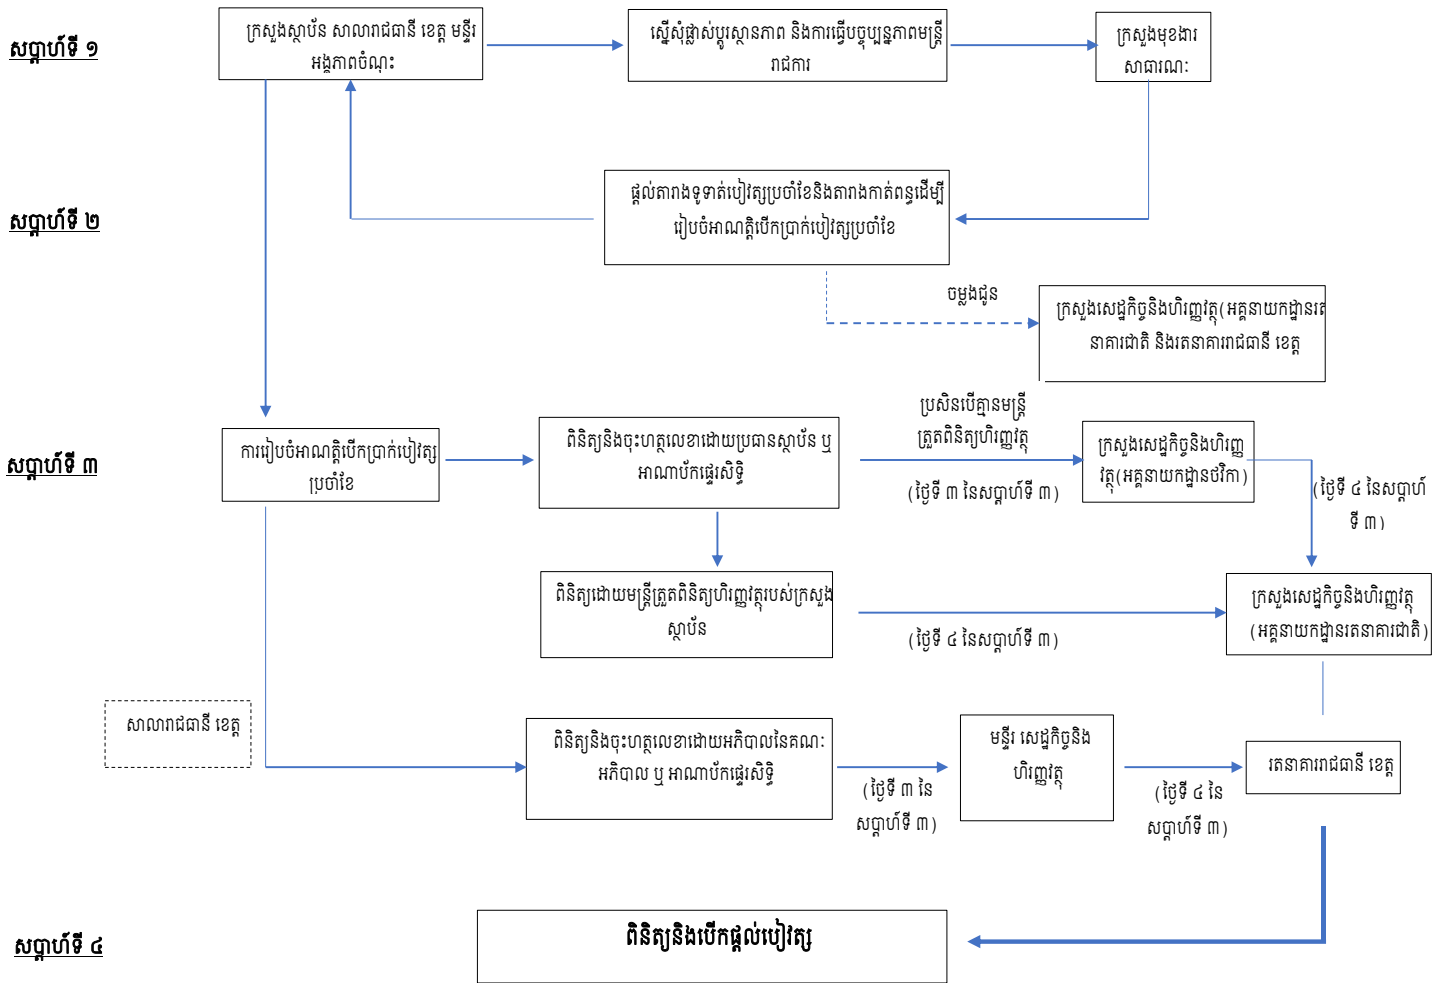 សប្តាហ៍ទី ១
ក្រសួងស្ថាប័ន សាលារាជធានី ខេត្ត មន្ទីរ
អង្គភាពចំណុះ
ស្នើសុំផ្លាស់ប្តូរស្ថានភាព និងការធ្វើបច្ចុប្បន្នភាពមន្ត្រី
រាជការ
ក្រសួងមុខងារ
សាធារណៈ
សប្តាហ៍ទី ២
ផ្តល់តារាងទូទាត់បៀវត្សប្រចាំខែនិងតារាងកាត់ពន្ធដើម្បី
រៀបចំអាណត្តិបើកប្រាក់បៀវត្សប្រចាំខែ
ចម្លងជូន
ក្រសួងសេដ្ឋកិច្ចនិងហិរញ្ញវត្ថុ(អគ្គនាយកដ្ឋានរត
នាគារជាតិ និងរតនាគាររាជធានី ខេត្ត
សប្តាហ៍ទី ៣
ការរៀបចំអាណត្តិបើកប្រាក់បៀវត្ស
ប្រចាំខែ
ពិនិត្យនិងចុះហត្ថលេខាដោយប្រធានស្ថាប័ន ឬ
អាណាប័កផ្ទេរសិទ្ធិ
ប្រសិនបើគ្មានមន្ត្រី
ត្រួតពិនិត្យហិរញ្ញវត្ថុ
(ថ្ងៃទី ៣ នៃសប្តាហ៍ទី ៣)
ក្រសួងសេដ្ឋកិច្ចនិងហិរញ្ញ
វត្ថុ(អគ្គនាយកដ្ឋានថវិកា)
(ថ្ងៃទី ៤ នៃសប្តាហ៍
ទី ៣)
ពិនិត្យដោយមន្ត្រីត្រួតពិនិត្យហិរញ្ញវត្ថុរបស់ក្រសួង
ស្ថាប័ន
(ថ្ងៃទី ៤ នៃសប្តាហ៍ទី ៣)
ក្រសួងសេដ្ឋកិច្ចនិងហិរញ្ញវត្ថុ
(អគ្គនាយកដ្ឋានរតនាគារជាតិ)
សាលារាជធានី ខេត្ត
ពិនិត្យនិងចុះហត្ថលេខាដោយអភិបាលនៃគណៈ
អភិបាល ឬ អាណាប័កផ្ទេរសិទ្ធិ
(ថ្ងៃទី ៣ នៃ
សប្តាហ៍ទី ៣)
មន្ទីរ សេដ្ឋកិច្ចនិង
ហិរញ្ញវត្ថុ
(ថ្ងៃទី ៤ នៃ
សប្តាហ៍ទី ៣)
រតនាគាររាជធានី ខេត្ត
សប្តាហ៍ទី ៤
ពិនិត្យនិងបើកផ្តល់បៀវត្ស